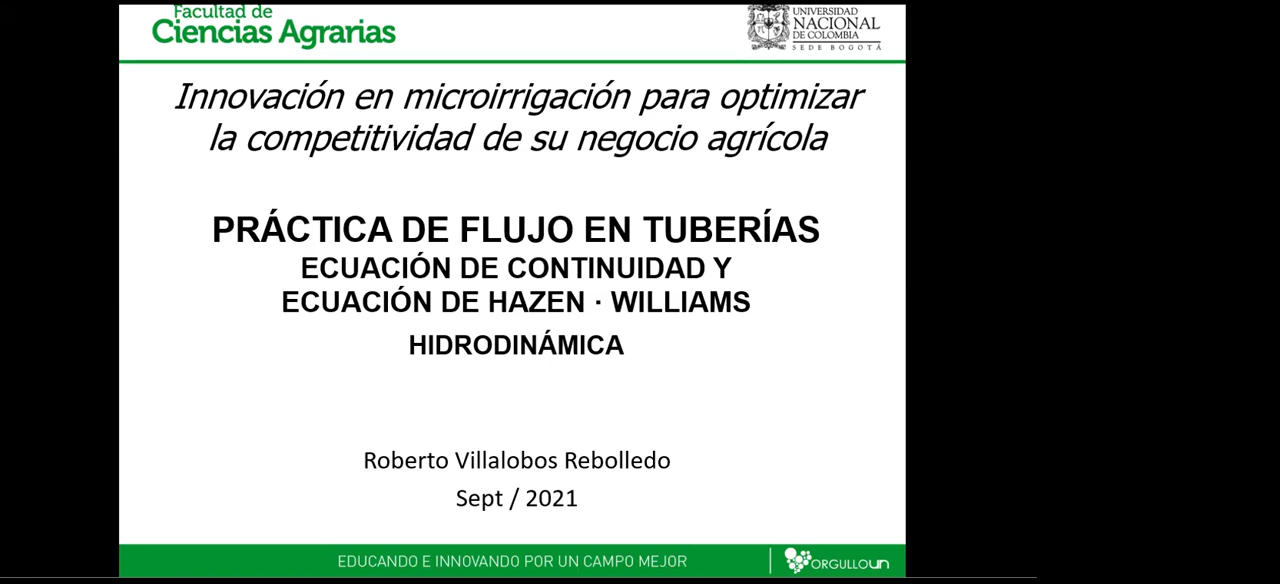 Facultad de
Ciencias Agrarias
UNIVERSIDAD
NACIONAL
DE COLOMBIA
SEDE BOGOTÁ
Innovación en microirrigación para optimizar
la competitividad de su negocio agrícola
PRÁCTICA DE FLUJO EN TUBERÍAS
ECUACIÓN DE CONTINUIDAD Y
ECUACIÓN DE HAZEN · WILLIAMS
HIDRODINÁMICA
Roberto Villalobos Rebolledo
Sept / 2021
EDUCANDO E INNOVANDO POR UN CAMPO MEJOR
ORGULLOUN